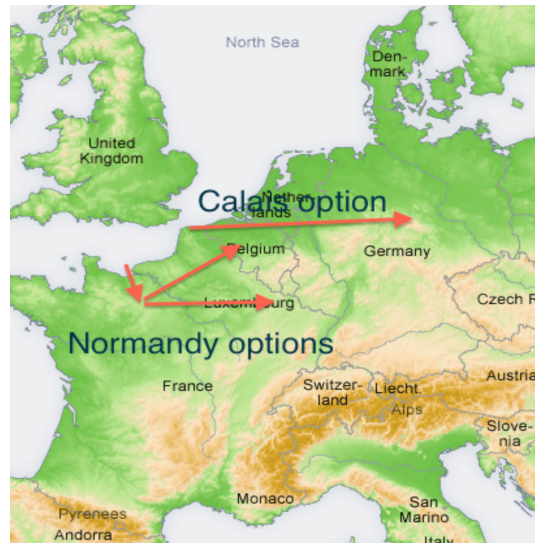 North Sea
Den-
mark
United
Kingdom
Calais option
Nether-
lands
Belgium
Germany
Luxembourg
Czech R
Normandy options
France
Switzer-
land
Liecht.
Austria
Alps
Slove-
nia
Monaco
San
Marino
Pyrenees
Andorra
Italy